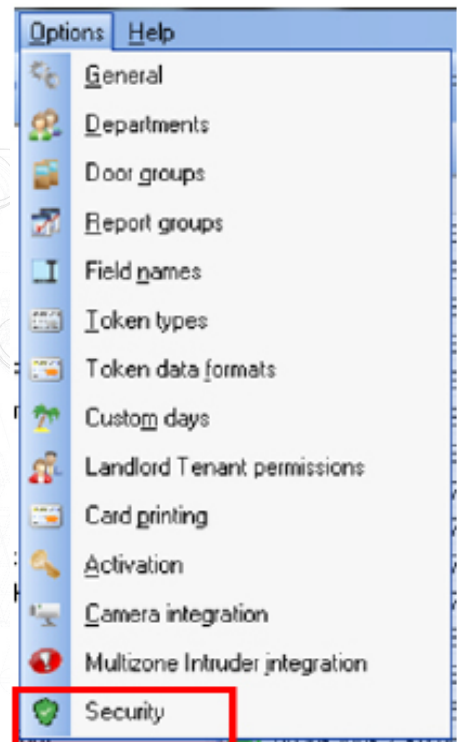 Options Help
General
Departments
Door groups
Report groups
Field names
Token types
Token data formats
Custom days
Landlord Tenant permissions
Card printing
Activation
Camera integration
Multizone Intruder integration
Security